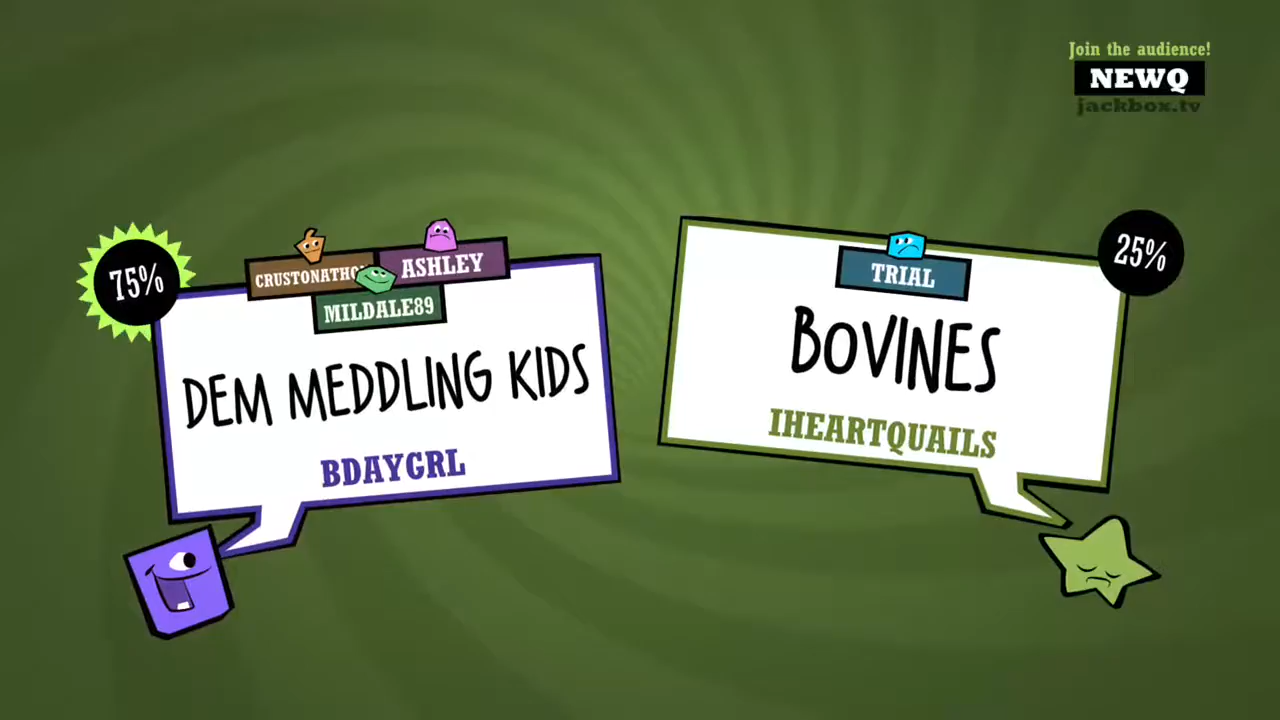 Join the audience!
NEWQ
jackbox.tv
75%
ASHLEY
MILDALE89
DEM MEDDLING KIDS
BDAYGRL
25%
TRIAL
BOVINES
IHEARTQUAILS